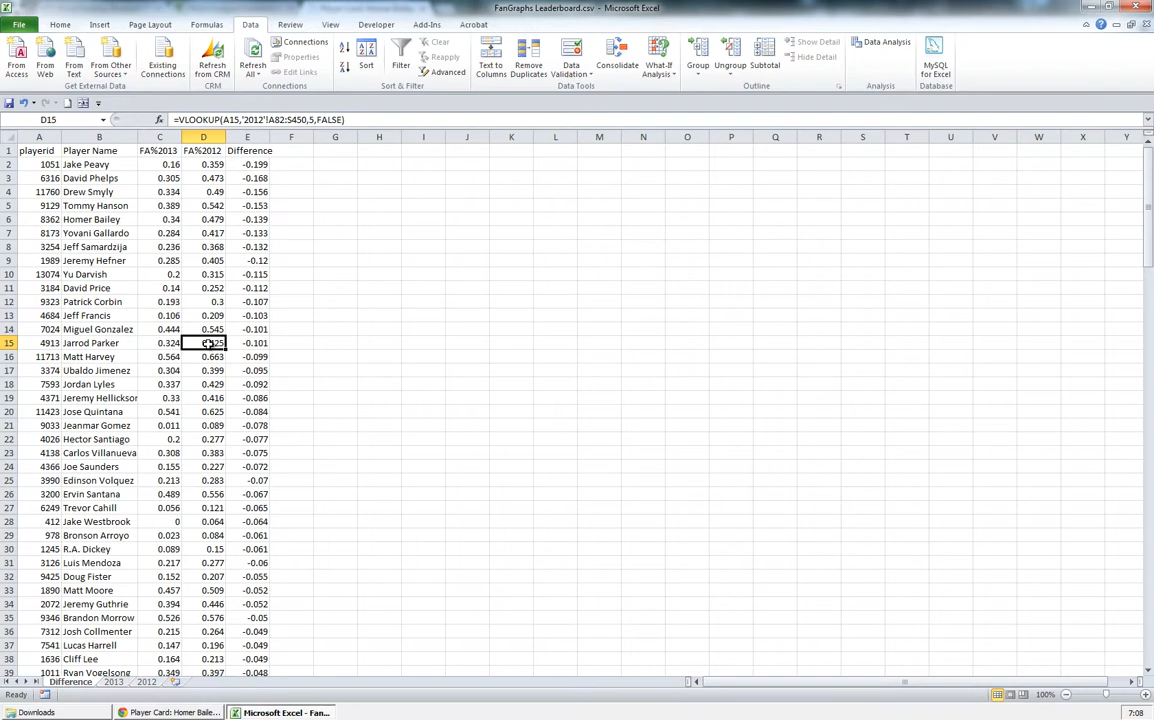 FanGraphs Leaderboard.csv - Microsoft Excel
File Home Insert Page Layout Formulas Data Review View Developer Add-Ins Acrobat
From Access From Web From Text From Other Sources Existing Connections Refresh from CRM Refresh All Connections Properties Edit Links Sort Filter Clear Reapply Advanced Text to Columns Remove Duplicates Data Validation Consolidate What-If Analysis Group Ungroup Subtotal Show Detail Hide Detail Data Analysis MySQL for Excel
Get External Data CRM Connections Sort & Filter Data Tools Outline Analysis Database
D15 fx =VLOOKUP(A15,'2012'!A82:S450,5,FALSE)
A B C D E F G H I J K L M N O P Q R S T U V W X Y
1 playerid Player Name FA%2013 FA%2012 Difference
2 1051 Jake Peavy 0.16 0.359 -0.199
3 6316 David Phelps 0.305 0.473 -0.168
4 11760 Drew Smyly 0.334 0.49 -0.156
5 9129 Tommy Hanson 0.389 0.542 -0.153
6 8362 Homer Bailey 0.34 0.479 -0.139
7 8173 Yovani Gallardo 0.284 0.417 -0.133
8 3254 Jeff Samardzija 0.236 0.368 -0.132
9 1989 Jeremy Hefner 0.285 0.405 -0.12
10 13074 Yu Darvish 0.2 0.315 -0.115
11 3184 David Price 0.14 0.252 -0.112
12 9323 Patrick Corbin 0.193 0.3 -0.107
13 4684 Jeff Francis 0.106 0.209 -0.103
14 7024 Miguel Gonzalez 0.444 0.545 -0.101
15 4913 Jarrod Parker 0.324 -0.101
16 11713 Matt Harvey 0.564 0.663 -0.099
17 3374 Ubaldo Jimenez 0.304 0.399 -0.095
18 7593 Jordan Lyles 0.337 0.429 -0.092
19 4371 Jeremy Hellickson 0.33 0.416 -0.086
20 11423 Jose Quintana 0.541 0.625 -0.084
21 9033 Jeanmar Gomez 0.011 0.089 -0.078
22 4026 Hector Santiago 0.2 0.277 -0.077
23 4138 Carlos Villanueva 0.308 0.383 -0.075
24 4366 Joe Saunders 0.155 0.227 -0.072
25 3990 Edinson Volquez 0.213 0.283 -0.07
26 3200 Ervin Santana 0.489 0.556 -0.067
27 6249 Trevor Cahill 0.056 0.121 -0.065
28 412 Jake Westbrook 0 0.064 -0.064
29 978 Bronson Arroyo 0.023 0.084 -0.061
30 1245 R.A. Dickey 0.089 0.15 -0.061
31 3126 Luis Mendoza 0.217 0.277 -0.06
32 9425 Doug Fister 0.152 0.207 -0.055
33 1890 Matt Moore 0.457 0.509 -0.052
34 2072 Jeremy Guthrie 0.394 0.446 -0.052
35 9346 Brandon Morrow 0.526 0.576 -0.05
36 7312 Josh Collmenter 0.215 0.264 -0.049
37 7541 Lucas Harrell 0.147 0.196 -0.049
38 1636 Cliff Lee 0.164 0.213 -0.049
39 1011 Ryan Vogelsong 0.349 0.397 -0.048
Difference 2013 2012
Ready 100%
Downloads Player Card: Homer Baile... Microsoft Excel - Fan... 7:08